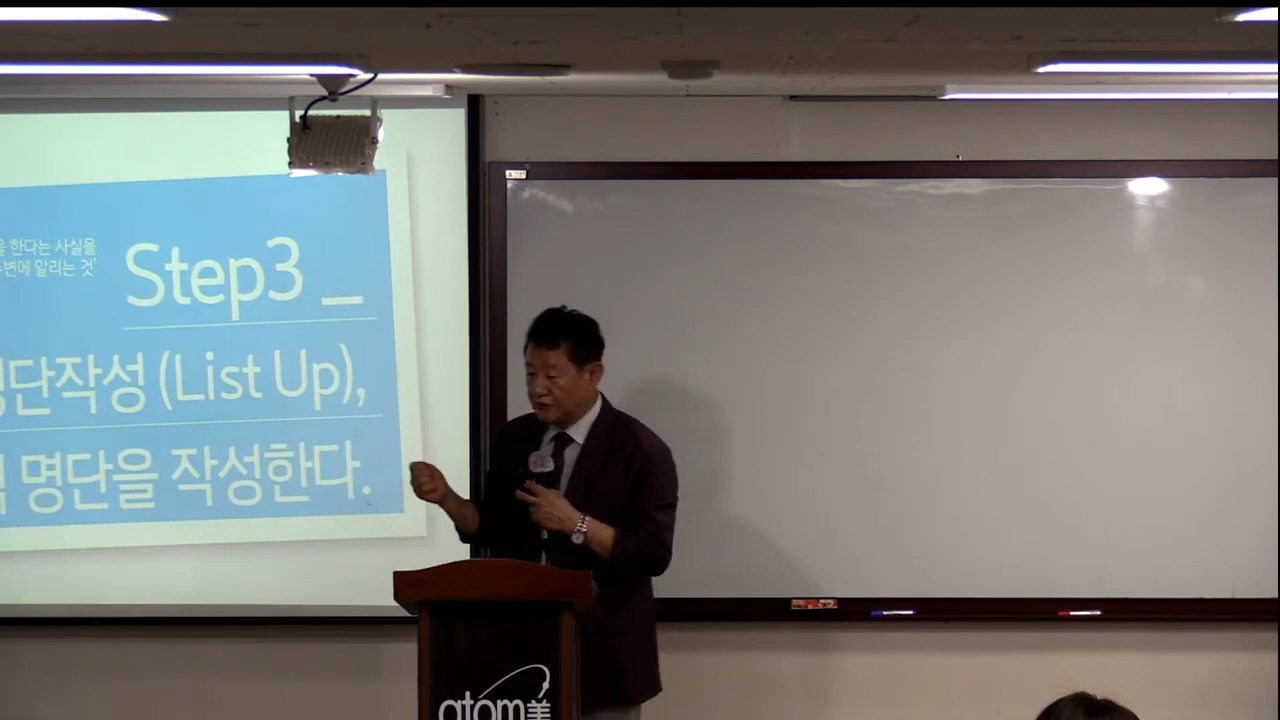 을 한다는 사실을
주변에 알리는 것'
Step3 _
명단작성 (List Up),
명단을 작성한다.
atom美